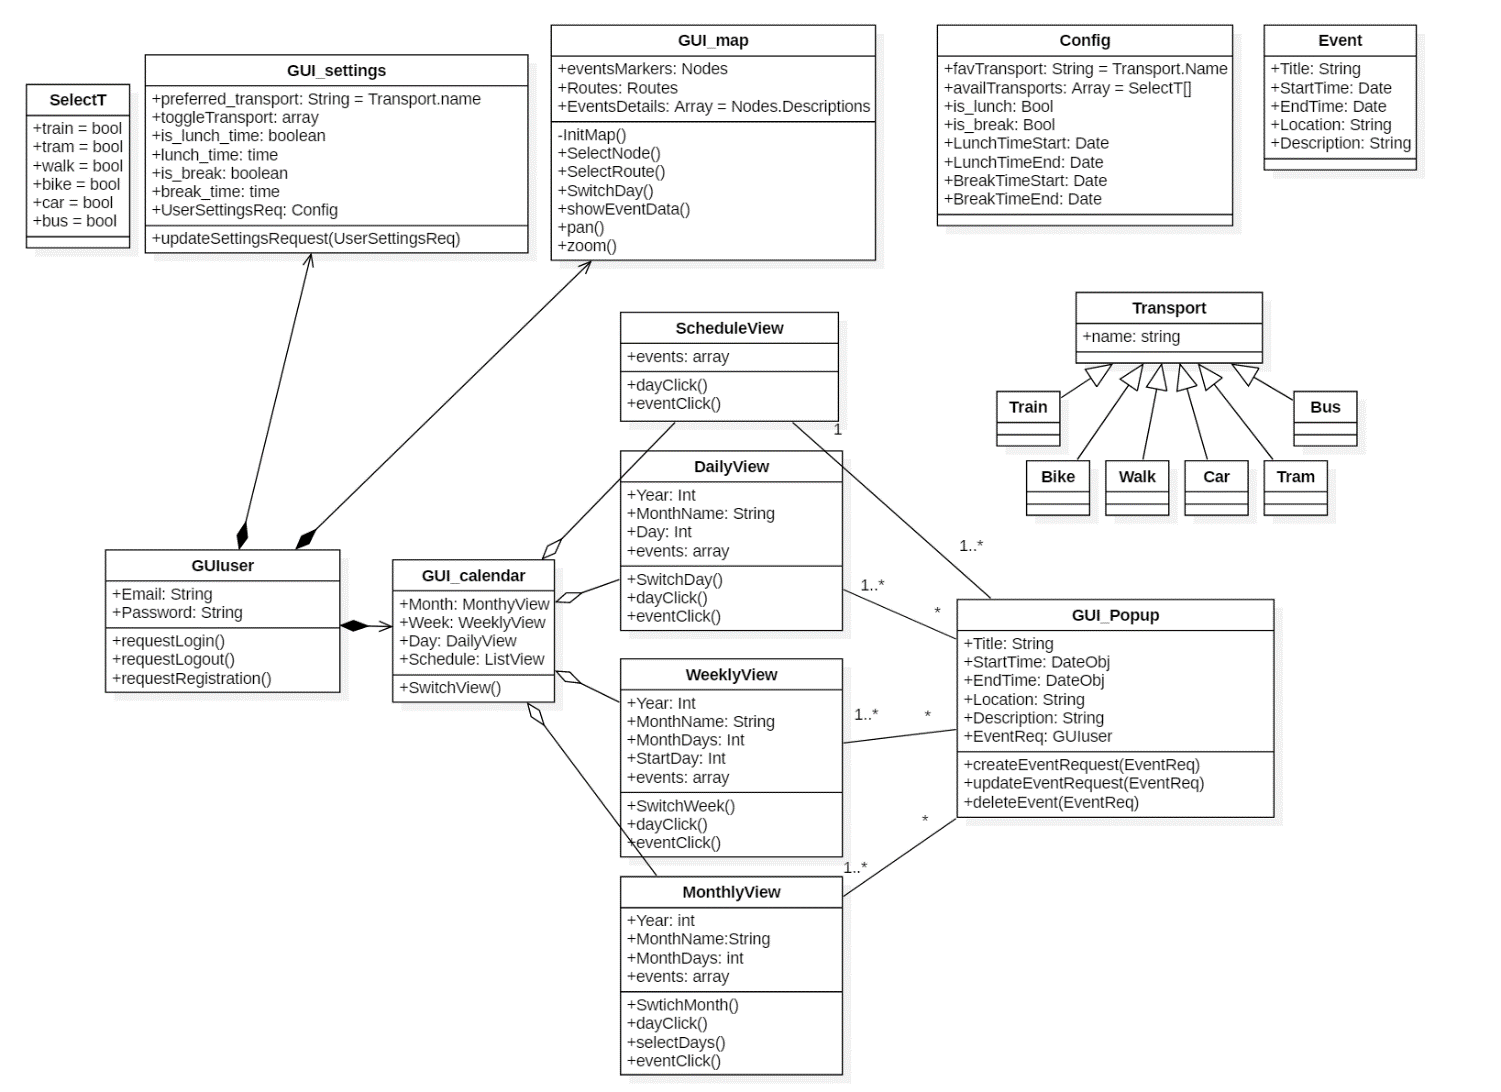 SelectT
+train = bool
+tram = bool
+walk = bool
+bike = bool
+car = bool
+bus = bool
GUI_settings
+preferred_transport: String = Transport.name
+toggleTransport: array
+is_lunch_time: boolean
+lunch_time: time
+is_break: boolean
+break_time: time
+UserSettingsReq: Config
+updateSettingsRequest(UserSettingsReq)
GUI_map
+eventsMarkers: Nodes
+Routes: Routes
+EventsDetails: Array = Nodes.Descriptions
-InitMap()
+SelectNode()
+SelectRoute()
+SwitchDay()
+showEventData()
+pan()
+zoom()
Config
+favTransport: String = Transport.Name
+availTransports: Array = SelectT[]
+is_lunch: Bool
+is_break: Bool
+LunchTimeStart: Date
+LunchTimeEnd: Date
+BreakTimeStart: Date
+BreakTimeEnd: Date
Event
+Title: String
+StartTime: Date
+EndTime: Date
+Location: String
+Description: String
Transport
+name: string
Train
Bus
Bike
Walk
Car
Tram
ScheduleView
+events: array
+dayClick()
+eventClick()
1
1..*
DailyView
+Year: Int
+MonthName: String
+Day: Int
+events: array
+SwitchDay()
+dayClick()
+eventClick()
1..*
*
GUIuser
+Email: String
+Password: String
+requestLogin()
+requestLogout()
+requestRegistration()
GUI_calendar
+Month: MonthyView
+Week: WeeklyView
+Day: DailyView
+Schedule: ListView
+SwitchView()
WeeklyView
+Year: Int
+MonthName: String
+MonthDays: Int
+StartDay: Int
+events: array
+SwitchWeek()
+dayClick()
+eventClick()
1..*
*
GUI_Popup
+Title: String
+StartTime: DateObj
+EndTime: DateObj
+Location: String
+Description: String
+EventReq: GUIuser
+createEventRequest(EventReq)
+updateEventRequest(EventReq)
+deleteEvent(EventReq)
*
1..*
MonthlyView
+Year: int
+MonthName:String
+MonthDays: int
+events: array
+SwtichMonth()
+dayClick()
+selectDays()
+eventClick()